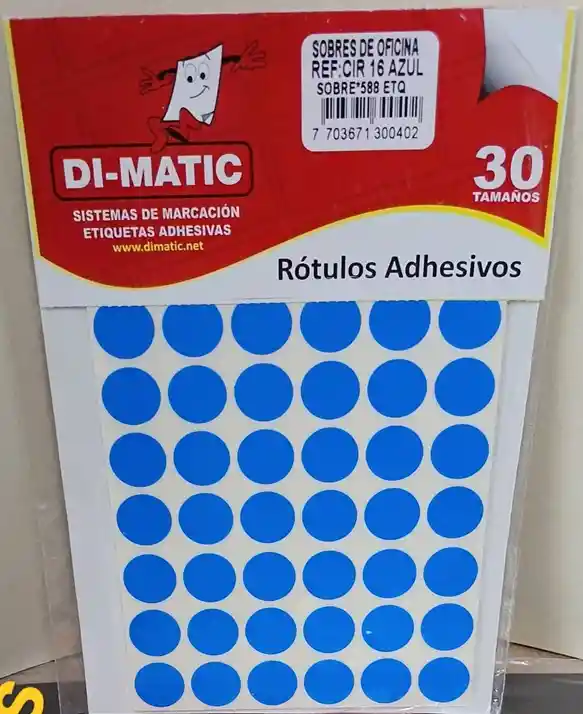 SOBRES DE OFICINA
REF:CIR 16 AZUL
SOBRE*588 ETQ
7 703671 300402
DI-MATIC
SISTEMAS DE MARCACIÓN
ETIQUETAS ADHESIVAS
www.dimatic.net
30
TAMAÑOS
Rótulos Adhesivos
S